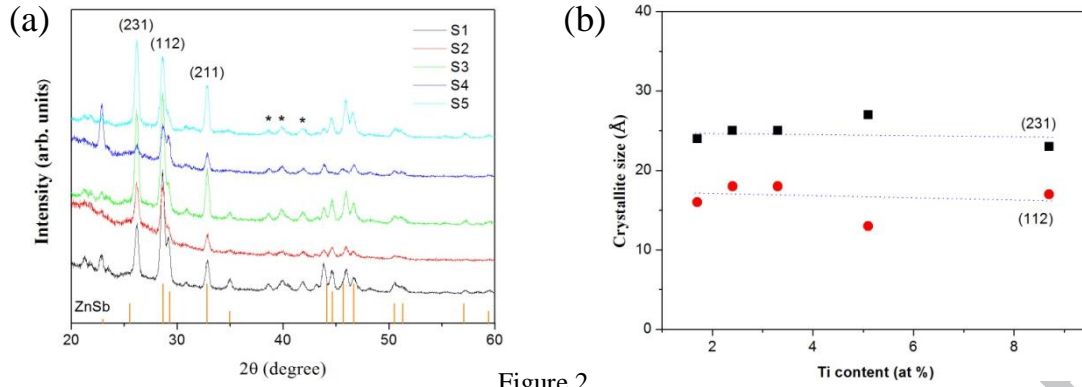 (a)
(231)
(112)
(211)
S1
S2
S3
S4
S5
* * *
ZnSb
Intensity (arb. units)
20 30 40 50 60
2θ (degree)
(b)
40
30
20
10
0
Crystallite size (Å)
(231)
(112)
2 4 6 8
Ti content (at %)
Figure 2